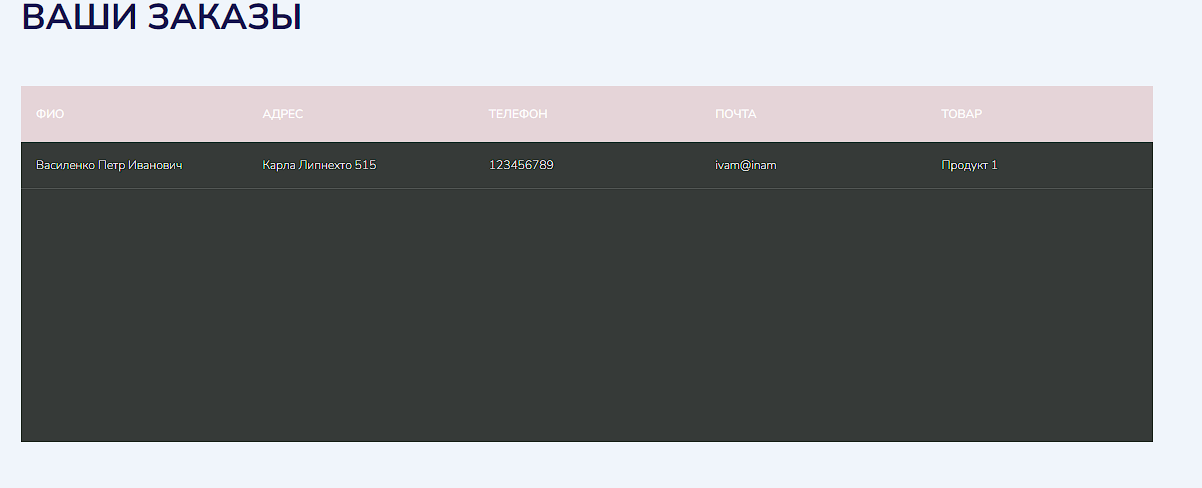 ВАШИ ЗАКАЗЫ
ФИО АДРЕС ТЕЛЕФОН ПОЧТА ТОВАР
Василенко Петр Иванович Карла Липнехто 515 123456789 ivam@inam Продукт 1